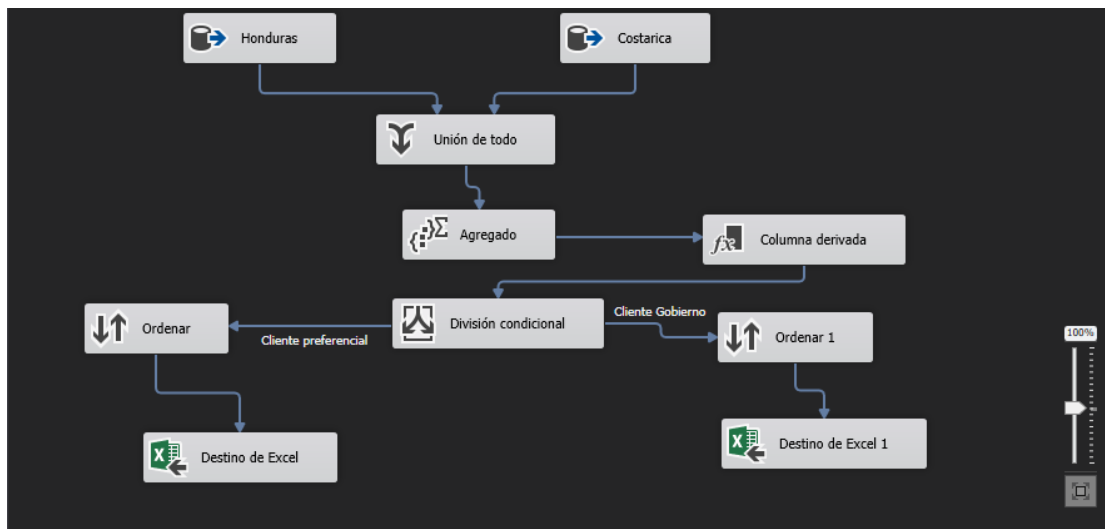 Honduras
Costarica
Unión de todo
Agregado
Columna derivada
División condicional
Cliente Gobierno
Ordenar
Cliente preferencial
Ordenar 1
100%
Destino de Excel
Destino de Excel 1